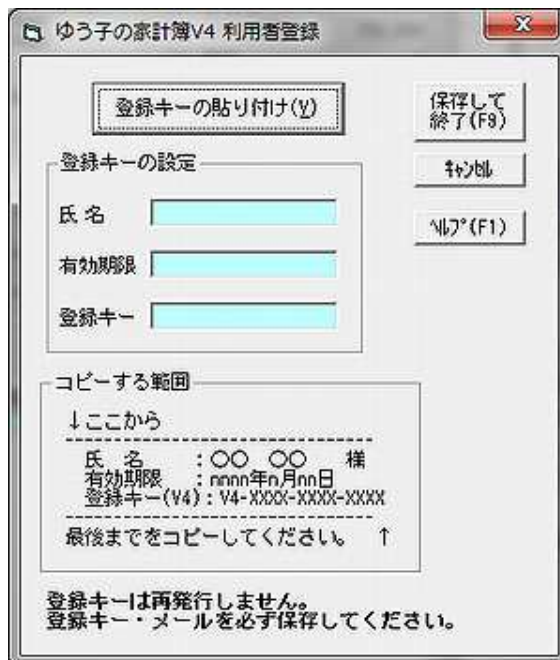 ゆう子の家計簿V4 利用者登録
登録キーの貼り付け(V)
保存して
終了(F9)
キャンセル
ヘルプ(F1)
登録キーの設定
氏 名
有効期限
登録キー
コピーする範囲
↓ここから
--------------------------------
氏 名 :○○ ○○ 様
有効期限 :nnnn年n月nn日
登録キー(V4):V4-XXXX-XXXX-XXXX
--------------------------------
最後までをコピーしてください。 ↑
登録キーは再発行しません。
登録キー・メールを必ず保存してください。